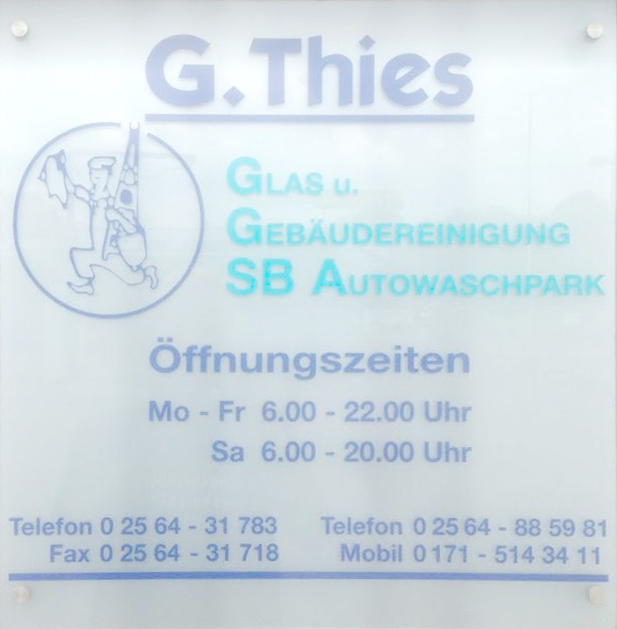 G.Thies
GLAS u.
GEBÄUDEREINIGUNG
SB AUTOWASCHPARK
Öffnungszeiten
Mo - Fr 6.00 - 22.00 Uhr
Sa 6.00 - 20.00 Uhr
Telefon 0 25 64 - 31 783
Fax 0 25 64 - 31 718
Telefon 0 25 64 - 88 59 81
Mobil 0 171 - 514 34 11